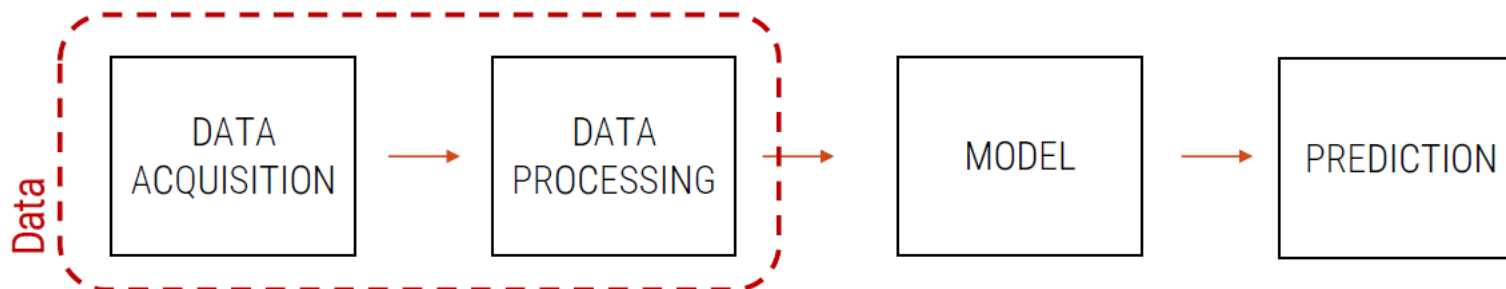 Data
DATA
ACQUISITION
DATA
PROCESSING
MODEL
PREDICTION